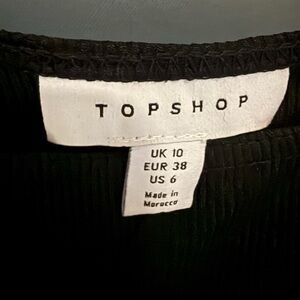 TOPSHOP
UK 10
EUR 38
US 6
Made in
Morocco